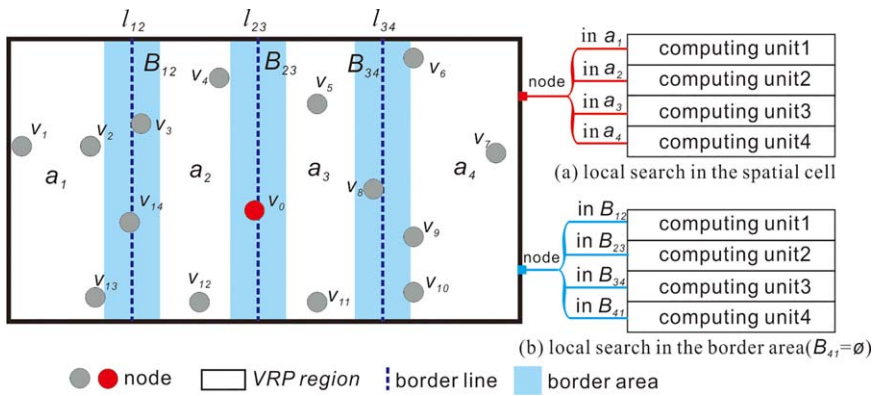 l12 l23 l34
B12 B23 B34
v4 v5 v6
v1 v2 v3 v7
a1 a2 a3 a4
v14 v0 v8 v9
v13 v12 v11 v10
node
in a1 computing unit1
in a2 computing unit2
in a3 computing unit3
in a4 computing unit4
(a) local search in the spatial cell
node
in B12 computing unit1
in B23 computing unit2
in B34 computing unit3
in B41 computing unit4
(b) local search in the border area(B41=ø)
node VRP region border line border area